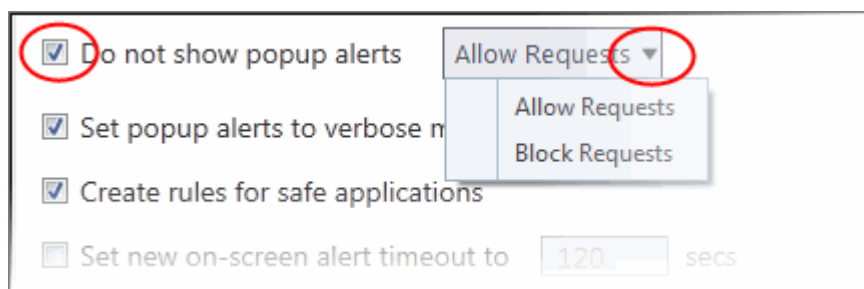 Do not show popup alerts Allow Requests
Allow Requests
Set popup alerts to verbose m
Block Requests
Create rules for safe applications
Set new on-screen alert timeout to 120 secs